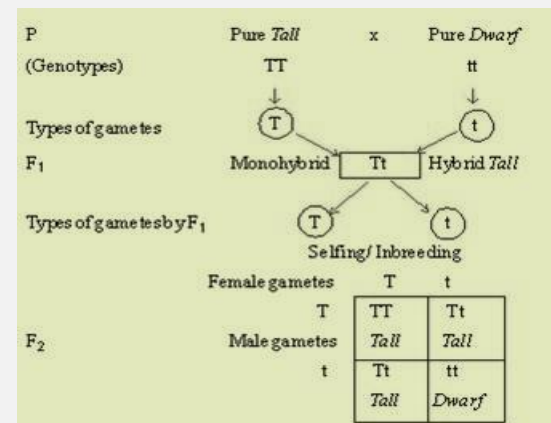 P Pure Tall x Pure Dwarf
(Genotypes) TT tt
Types of gametes T t
F₁ Monohybrid Tt Hybrid Tall
Types of gametes by F₁ T t
Selfing/ Inbreeding
Female gametes T t
T TT Tt
F₂ Male gametes Tall Tall
t Tt tt
Tall Dwarf